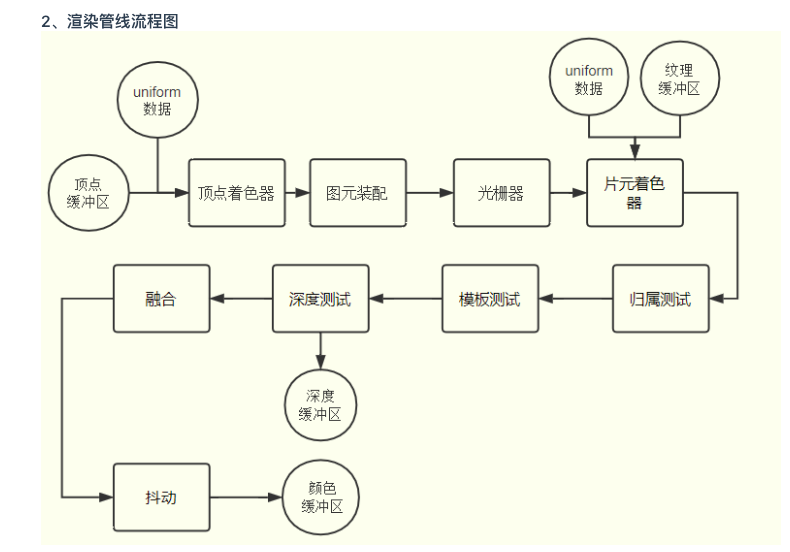 2、渲染管线流程图
uniform
数据
uniform
数据
纹理
缓冲区
顶点
缓冲区
顶点着色器
图元装配
光栅器
片元着色
器
融合
深度测试
模板测试
归属测试
深度
缓冲区
抖动
颜色
缓冲区